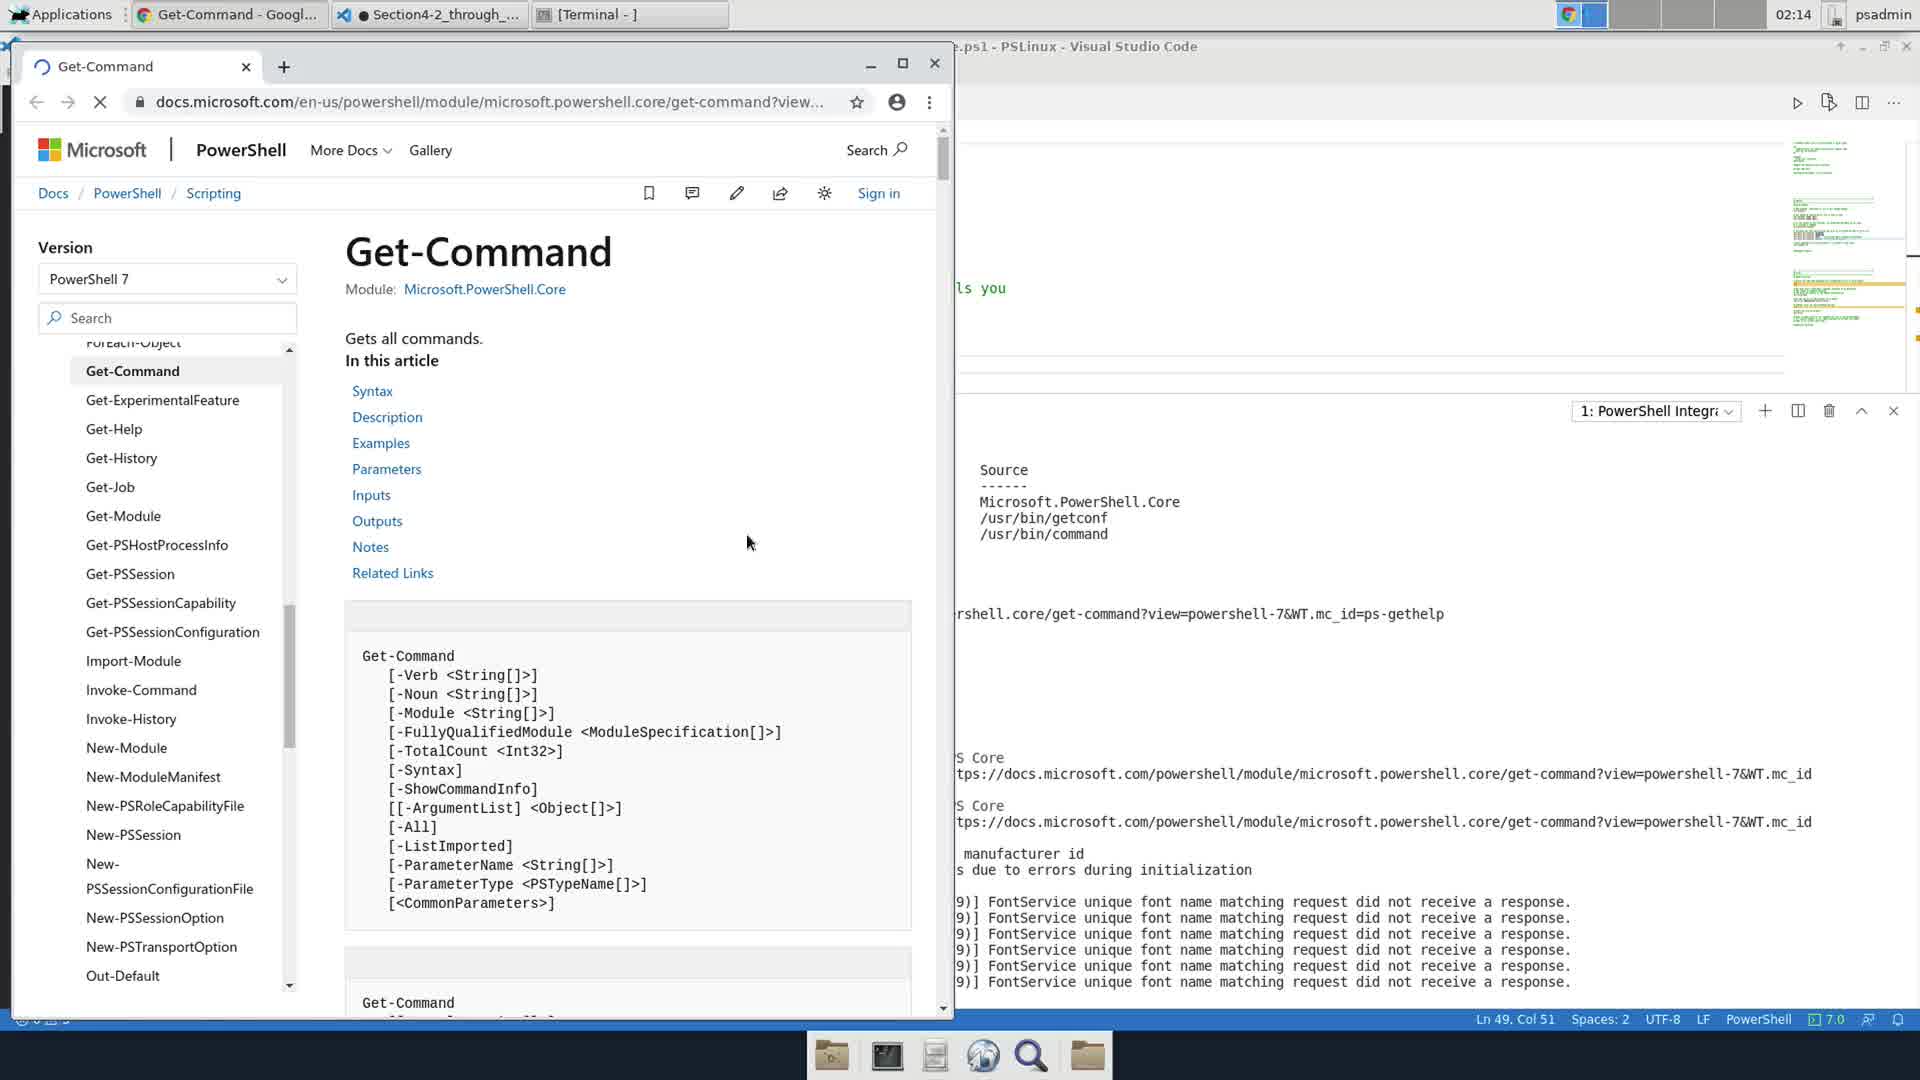 Applications
Get-Command - Googl...
● Section4-2_through_...
[Terminal - ]
02:14
psadmin
e.ps1 - PSLinux - Visual Studio Code
Get-Command
docs.microsoft.com/en-us/powershell/module/microsoft.powershell.core/get-command?view...
Microsoft
PowerShell
More Docs
Gallery
Search
Docs / PowerShell / Scripting
Sign in
Version
PowerShell 7
Search
ForEach-Object
Get-Command
Get-ExperimentalFeature
Get-Help
Get-History
Get-Job
Get-Module
Get-PSHostProcessInfo
Get-PSSession
Get-PSSessionCapability
Get-PSSessionConfiguration
Import-Module
Invoke-Command
Invoke-History
New-Module
New-ModuleManifest
New-PSRoleCapabilityFile
New-PSSession
New-
PSSessionConfigurationFile
New-PSSessionOption
New-PSTransportOption
Out-Default
Get-Command
Module: Microsoft.PowerShell.Core
Gets all commands.
In this article
Syntax
Description
Examples
Parameters
Inputs
Outputs
Notes
Related Links
Get-Command
[-Verb <String[]>]
[-Noun <String[]>]
[-Module <String[]>]
[-FullyQualifiedModule <ModuleSpecification[]>]
[-TotalCount <Int32>]
[-Syntax]
[-ShowCommandInfo]
[[-ArgumentList] <Object[]>]
[-All]
[-ListImported]
[-ParameterName <String[]>]
[-ParameterType <PSTypeName[]>]
[<CommonParameters>]
Get-Command
ls you
1: PowerShell Integra
Source
------
Microsoft.PowerShell.Core
/usr/bin/getconf
/usr/bin/command
rshell.core/get-command?view=powershell-7&WT.mc_id=ps-gethelp
PS Core
tps://docs.microsoft.com/powershell/module/microsoft.powershell.core/get-command?view=powershell-7&WT.mc_id
PS Core
tps://docs.microsoft.com/powershell/module/microsoft.powershell.core/get-command?view=powershell-7&WT.mc_id
manufacturer id
s due to errors during initialization
9)] FontService unique font name matching request did not receive a response.
9)] FontService unique font name matching request did not receive a response.
9)] FontService unique font name matching request did not receive a response.
9)] FontService unique font name matching request did not receive a response.
9)] FontService unique font name matching request did not receive a response.
9)] FontService unique font name matching request did not receive a response.
Ln 49, Col 51
Spaces: 2
UTF-8
LF
PowerShell
7.0